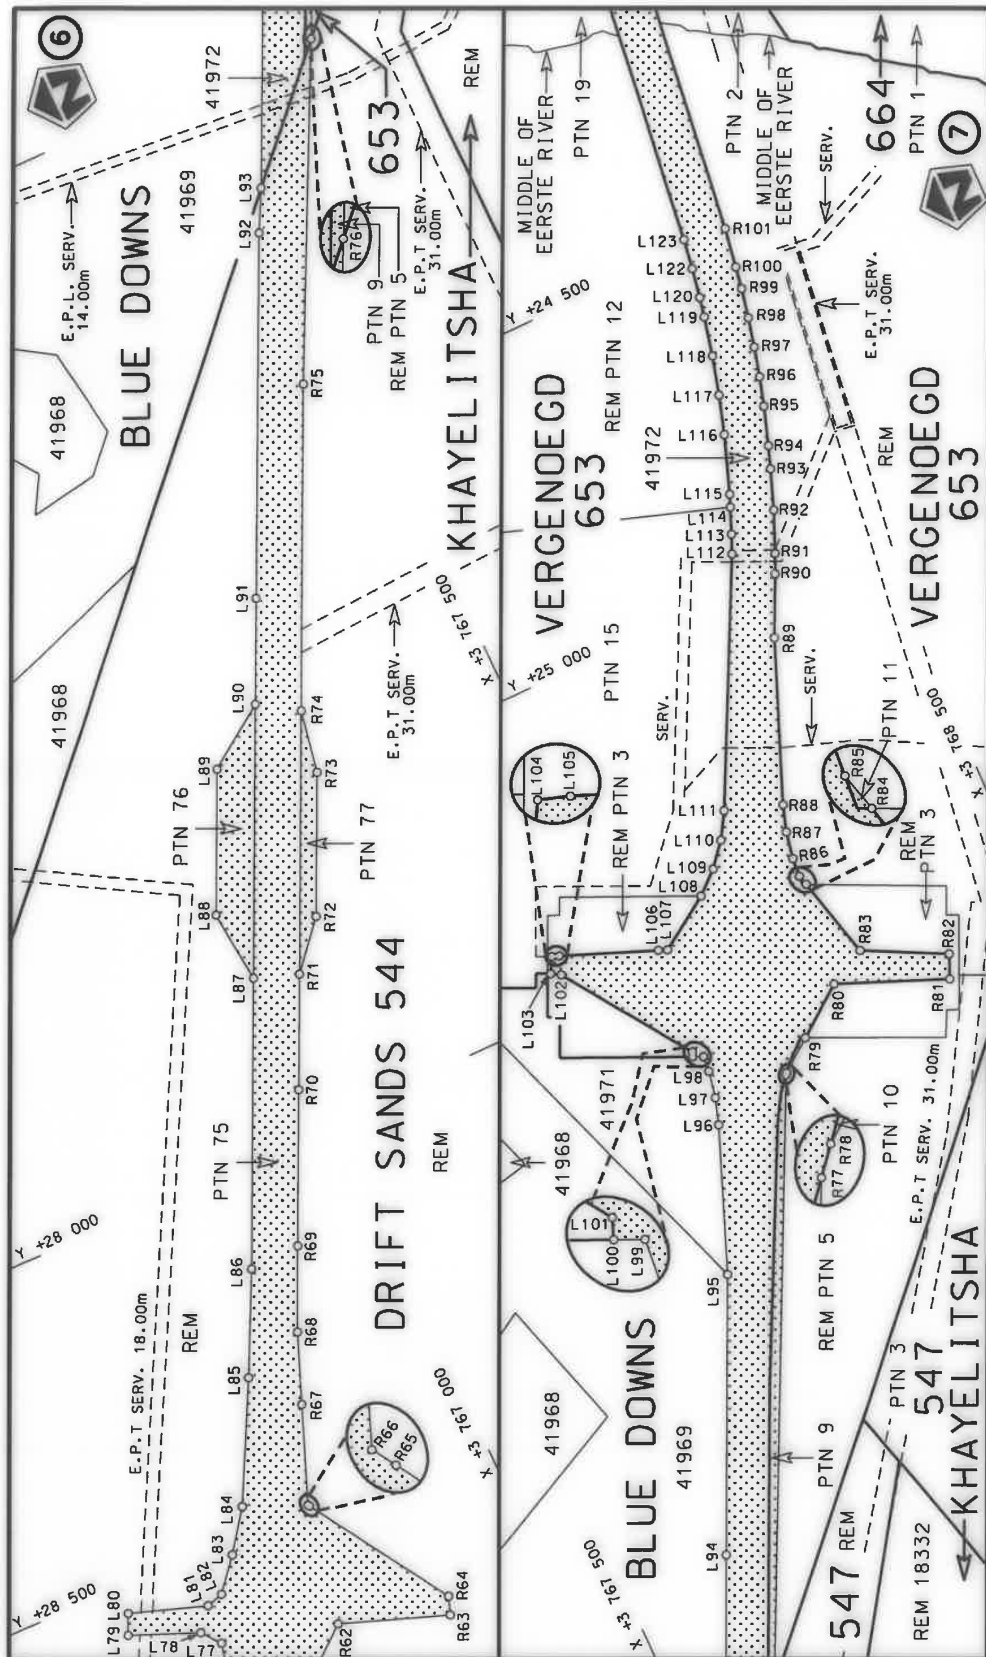 6
E.P.L. SERV.
14.00m
BLUE DOWNS
41968
41968
41969
41972
L93
L92
L91
L90
L89
L88
L87
L86
L85
L84
L83
L82
L81
L80
L79
L78
L77
PTN 76
PTN 75
PTN 77
E.P.T SERV. 18.00m
REM
Y +28 000
Y +28 500
653
R76
PTN 9
REM PTN 5
E.P.T SERV.
31.00m
REM
KHAYELITSHA
R75
R74
R73
R72
R71
R70
R69
R68
R67
R66
R65
R64
R63
R62
E.P.T SERV.
31.00m
X +3 767 500
DRIFT SANDS 544
REM
X +3 767 000
7
MIDDLE OF
EERSTE RIVER
PTN 19
PTN 2
MIDDLE OF
EERSTE RIVER
664
PTN 1
SERV.
E.P.T SERV.
31.00m
Y +24 500
REM PTN 12
VERGENOEGD
653
41972
L123
L122
L120
L119
L118
L117
L116
L115
L114
L113
L112
L111
L110
L109
L108
L107
L106
L104
L105
L103
L102
L101
L100
L99
L98
L97
L96
L95
L94
R101
R100
R99
R98
R97
R96
R95
R94
R93
R92
R91
R90
R89
R88
R87
R86
R85
R84
R83
R82
R81
R80
R79
R78
R77
REM
VERGENOEGD
653
PTN 15
Y +25 000
SERV.
SERV.
PTN 11
REM PTN 3
REM
PTN 3
X +3 768 500
41971
41968
PTN 10
E.P.T SERV. 31.00m
BLUE DOWNS
41968
41969
X +3 767 500
REM PTN 5
PTN 9
PTN 3
547
KHAYELITSHA
547 REM
REM 18332